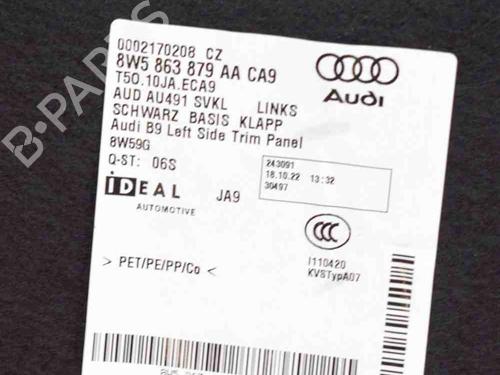 0002170208 CZ
8W5 863 879 AA CA9
T50.10JA.ECA9
AUD AU491 SVKL LINKS
SCHWARZ BASIS KLAPP
Audi B9 Left Side Trim Panel
8W59G
Q-ST: 06S
Audi
243091
18.10.22 13:32
30497
IDEAL
AUTOMOTIVE
JA9
CCC
I110420
KVSTypA07
> PET/PE/PP/Co <
B-PARTS